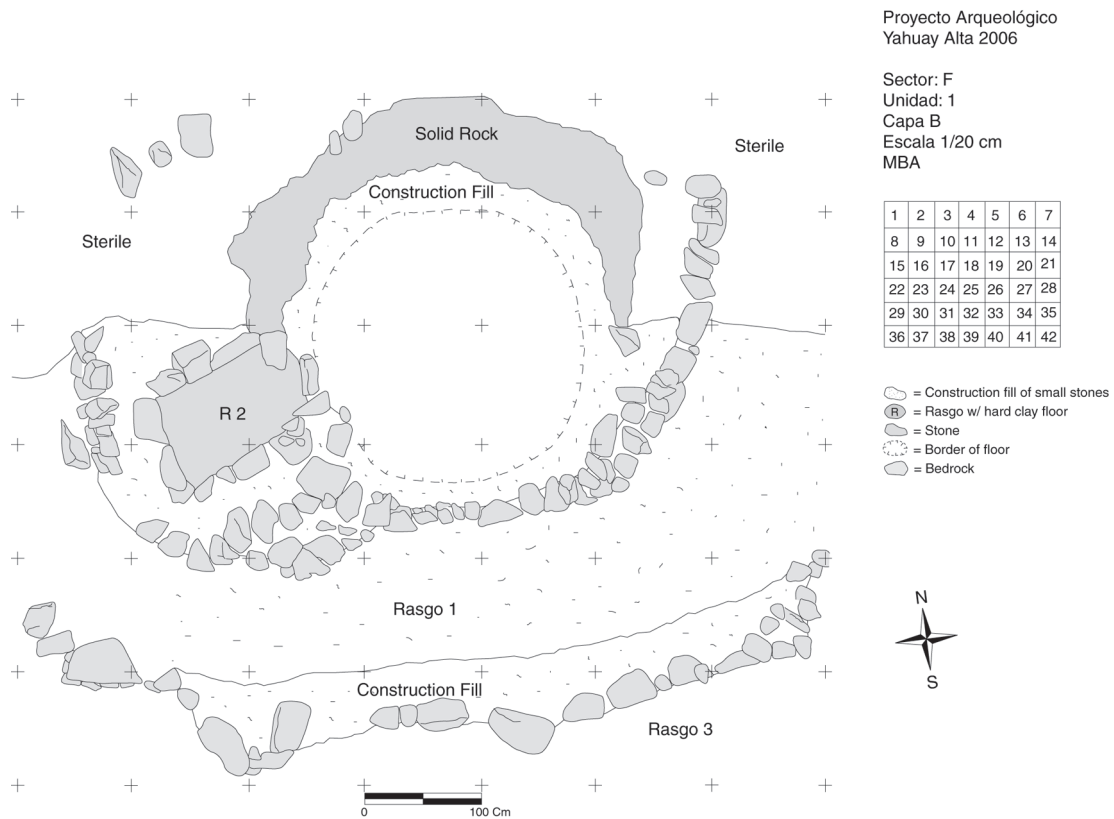 Proyecto Arqueológico
Yahuay Alta 2006
Sector: F
Unidad: 1
Capa B
Escala 1/20 cm
MBA
Solid Rock
Sterile
Construction Fill
Sterile
1 2 3 4 5 6 7
8 9 10 11 12 13 14
15 16 17 18 19 20 21
22 23 24 25 26 27 28
29 30 31 32 33 34 35
36 37 38 39 40 41 42
R 2
= Construction fill of small stones
R = Rasgo w/ hard clay floor
= Stone
= Border of floor
= Bedrock
Rasgo 1
N
S
Construction Fill
Rasgo 3
0 100 Cm